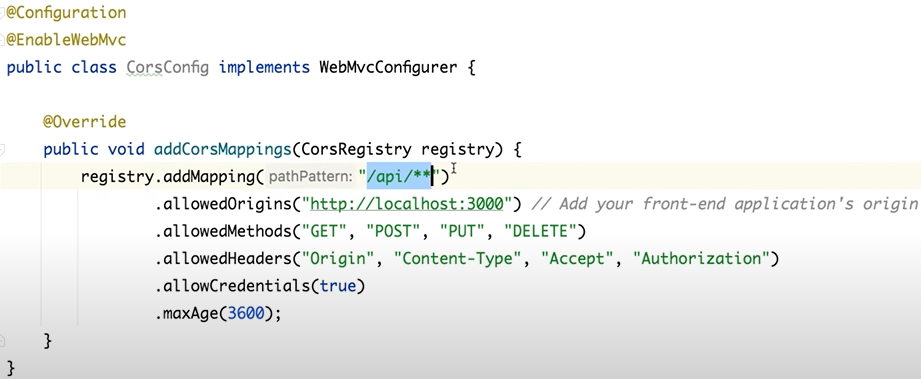 @Configuration
@EnableWebMvc
public class CorsConfig implements WebMvcConfigurer {
@Override
public void addCorsMappings(CorsRegistry registry) {
registry.addMapping( pathPattern: "/api/**")
.allowedOrigins("http://localhost:3000") // Add your front-end application's origin
.allowedMethods("GET", "POST", "PUT", "DELETE")
.allowedHeaders("Origin", "Content-Type", "Accept", "Authorization")
.allowCredentials(true)
.maxAge(3600);
}
}